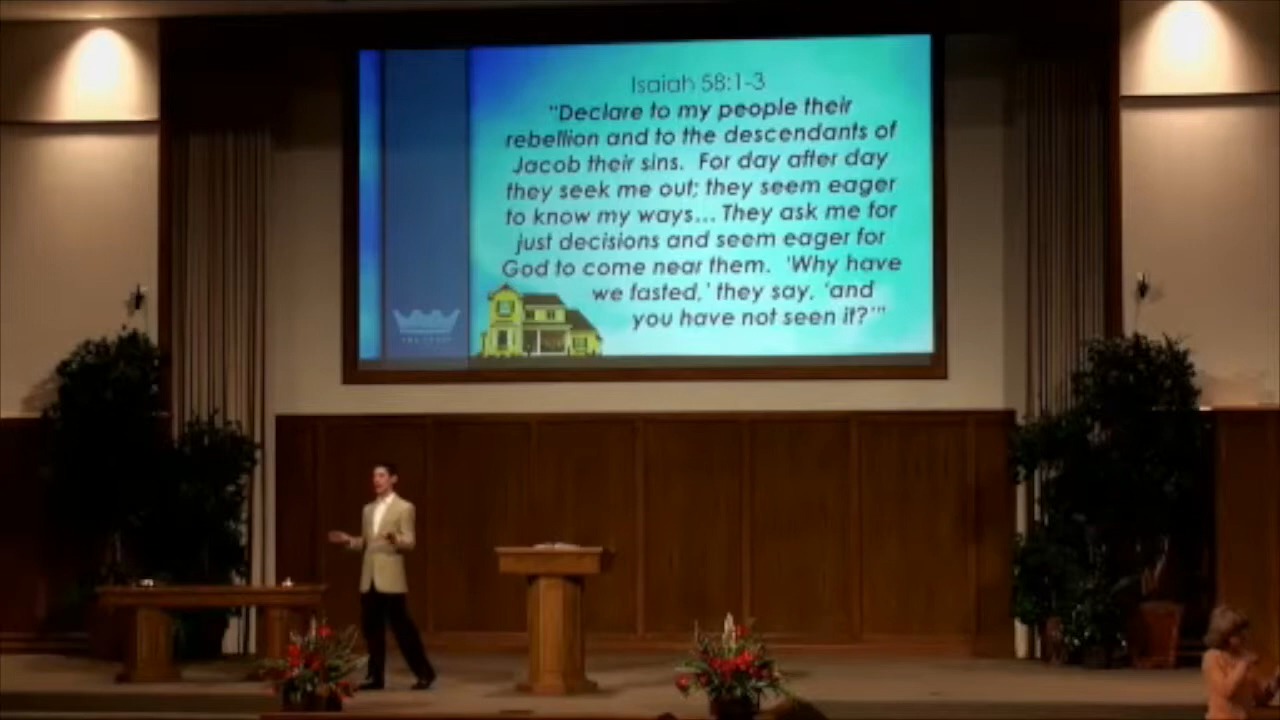 Isaiah 58:1-3
"Declare to my people their
rebellion and to the descendants of
Jacob their sins. For day after day
they seek me out; they seem eager
to know my ways... They ask me for
just decisions and seem eager for
God to come near them. 'Why have
we fasted,' they say, 'and
you have not seen it?'"